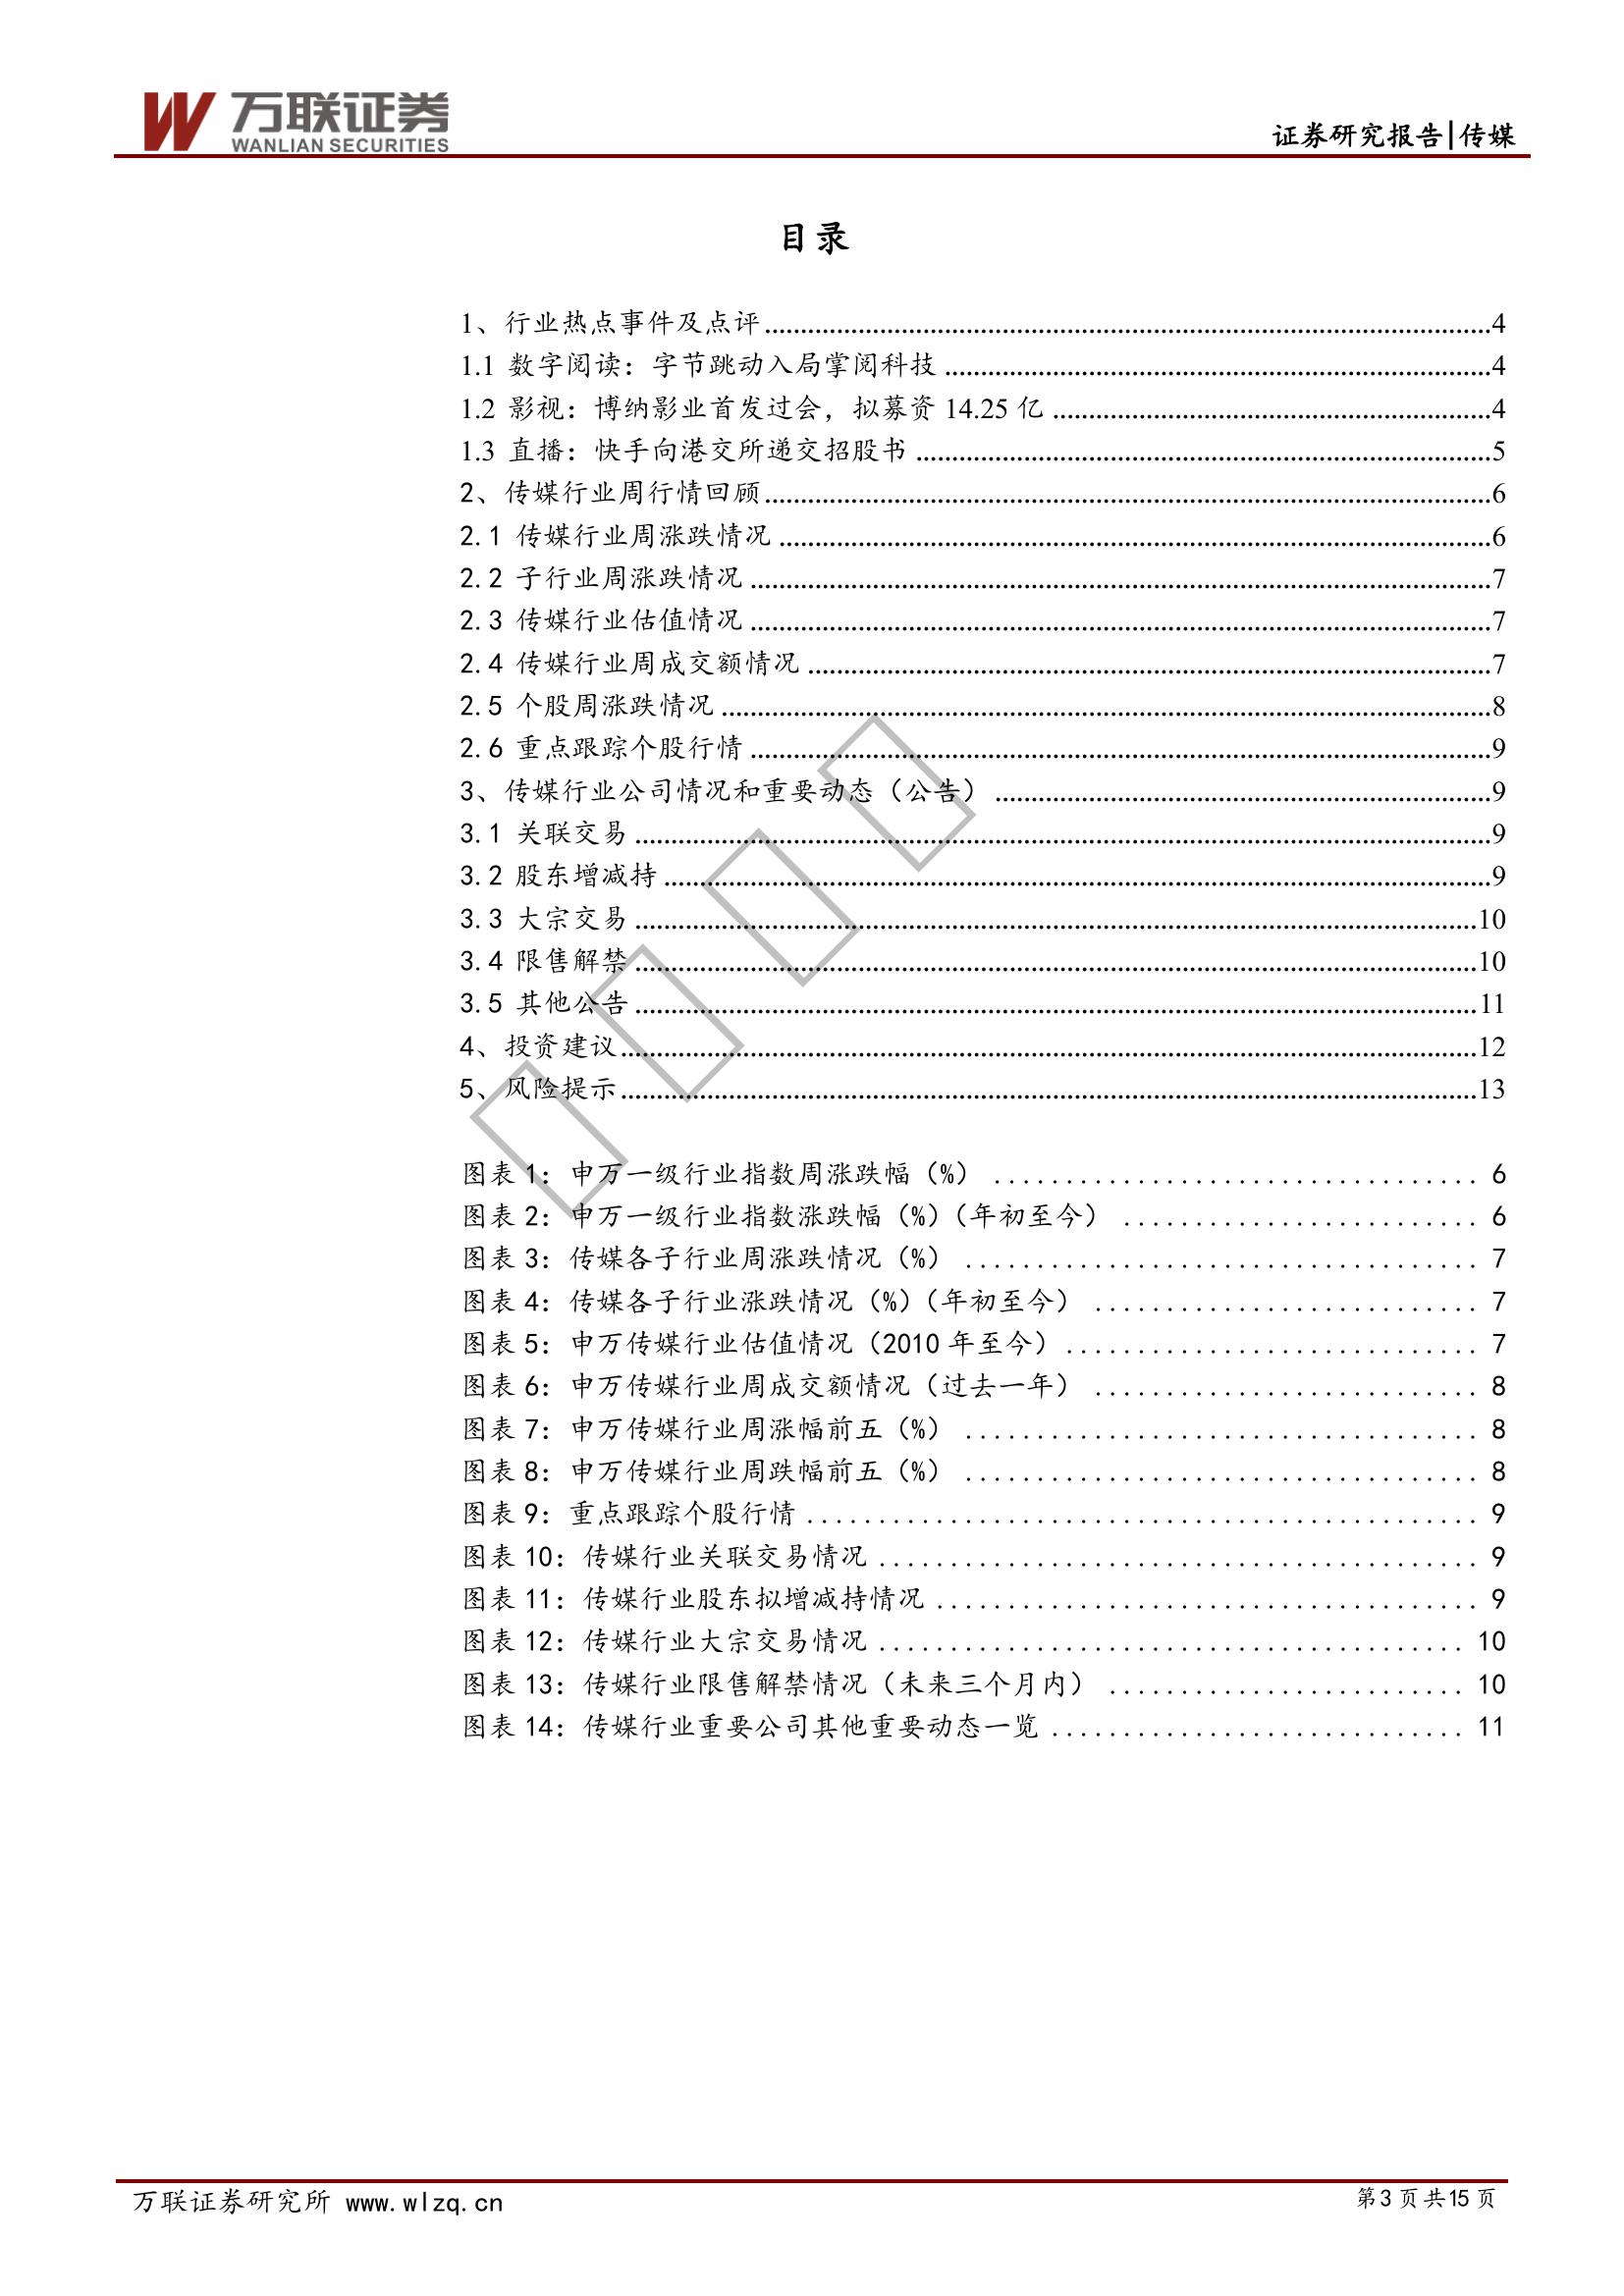 万联证券
WANLIAN SECURITIES
证券研究报告|传媒
目录
1、行业热点事件及点评........4
1.1 数字阅读：字节跳动入局掌阅科技........4
1.2 影视：博纳影业首发过会，拟募资 14.25 亿........4
1.3 直播：快手向港交所递交招股书........5
2、传媒行业周行情回顾........6
2.1 传媒行业周涨跌情况........6
2.2 子行业周涨跌情况........7
2.3 传媒行业估值情况........7
2.4 传媒行业周成交额情况........7
2.5 个股周涨跌情况........8
2.6 重点跟踪个股行情........9
3、传媒行业公司情况和重要动态（公告）........9
3.1 关联交易........9
3.2 股东增减持........9
3.3 大宗交易........10
3.4 限售解禁........10
3.5 其他公告........11
4、投资建议........12
5、风险提示........13
图表 1：申万一级行业指数周涨跌幅（%）........6
图表 2：申万一级行业指数涨跌幅（%）（年初至今）........6
图表 3：传媒各子行业周涨跌情况（%）........7
图表 4：传媒各子行业涨跌情况（%）（年初至今）........7
图表 5：申万传媒行业估值情况（2010 年至今）........7
图表 6：申万传媒行业周成交额情况（过去一年）........8
图表 7：申万传媒行业周涨幅前五（%）........8
图表 8：申万传媒行业周跌幅前五（%）........8
图表 9：重点跟踪个股行情........9
图表 10：传媒行业关联交易情况........9
图表 11：传媒行业股东拟增减持情况........9
图表 12：传媒行业大宗交易情况........10
图表 13：传媒行业限售解禁情况（未来三个月内）........10
图表 14：传媒行业重要公司其他重要动态一览........11
万联证券研究所 www.wlzq.cn
第 3 页 共 15 页